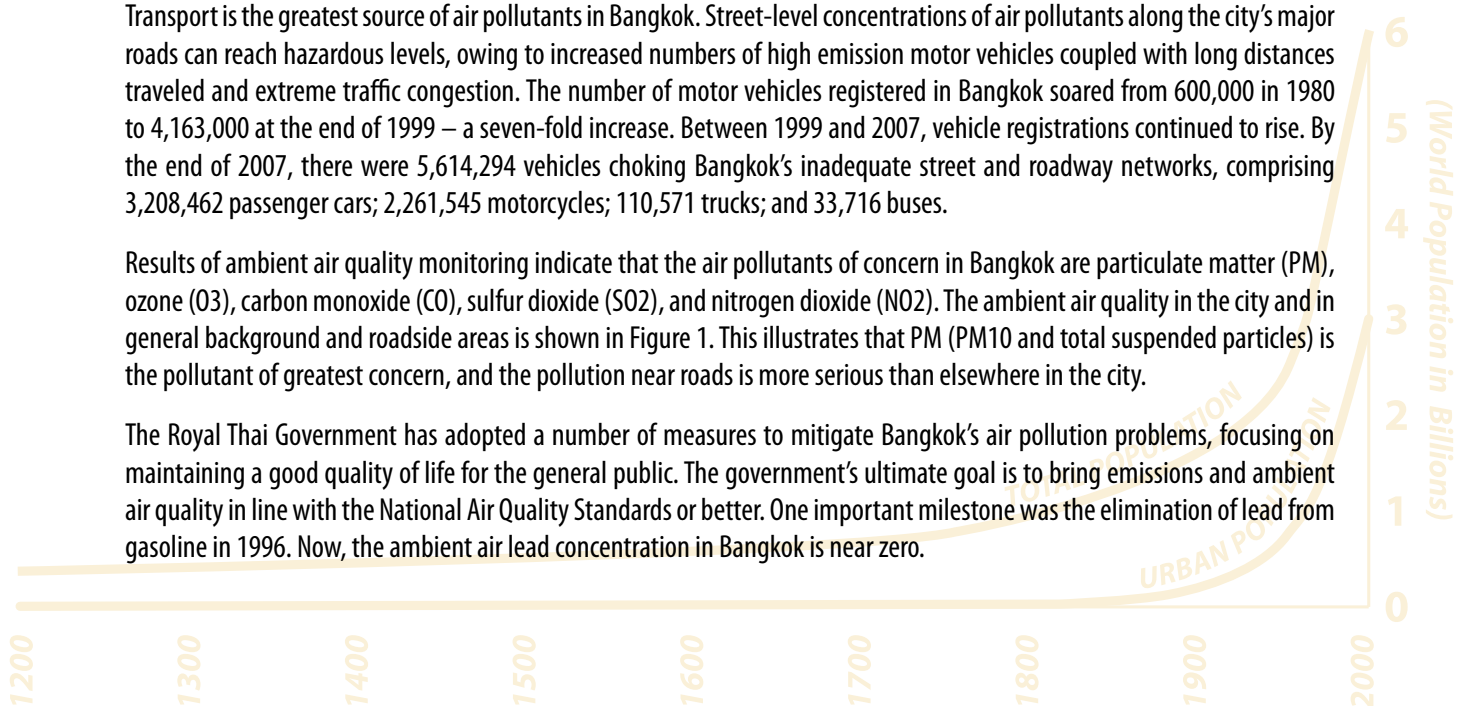 Transport is the greatest source of air pollutants in Bangkok. Street-level concentrations of air pollutants along the city’s major
roads can reach hazardous levels, owing to increased numbers of high emission motor vehicles coupled with long distances
traveled and extreme traffic congestion. The number of motor vehicles registered in Bangkok soared from 600,000 in 1980
to 4,163,000 at the end of 1999 – a seven-fold increase. Between 1999 and 2007, vehicle registrations continued to rise. By
the end of 2007, there were 5,614,294 vehicles choking Bangkok’s inadequate street and roadway networks, comprising
3,208,462 passenger cars; 2,261,545 motorcycles; 110,571 trucks; and 33,716 buses.
Results of ambient air quality monitoring indicate that the air pollutants of concern in Bangkok are particulate matter (PM),
ozone (O3), carbon monoxide (CO), sulfur dioxide (SO2), and nitrogen dioxide (NO2). The ambient air quality in the city and in
general background and roadside areas is shown in Figure 1. This illustrates that PM (PM10 and total suspended particles) is
the pollutant of greatest concern, and the pollution near roads is more serious than elsewhere in the city.
The Royal Thai Government has adopted a number of measures to mitigate Bangkok’s air pollution problems, focusing on
maintaining a good quality of life for the general public. The government’s ultimate goal is to bring emissions and ambient
air quality in line with the National Air Quality Standards or better. One important milestone was the elimination of lead from
gasoline in 1996. Now, the ambient air lead concentration in Bangkok is near zero.
6
5
4
3
2
1
0
(World Population in Billions)
TOTAL POPULATION
URBAN POPULATION
1200
1300
1400
1500
1600
1700
1800
1900
2000